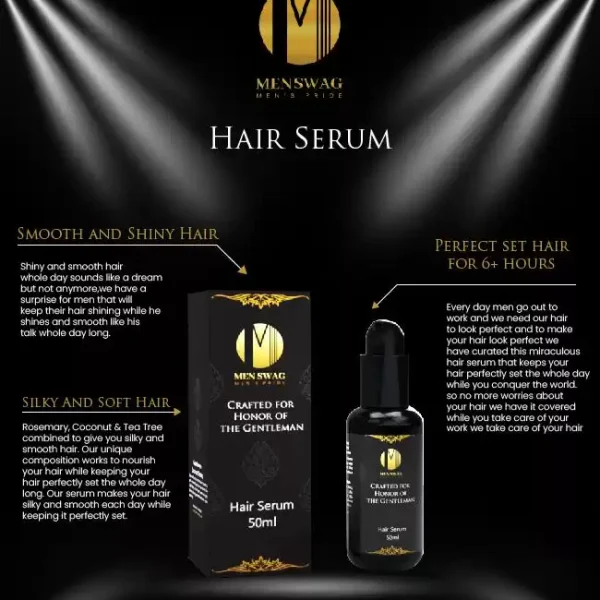 MENSWAG
MEN'S PRIDE
HAIR SERUM
SMOOTH AND SHINY HAIR
Shiny and smooth hair
whole day sounds like a dream
but not anymore,we have a
surprise for men that will
keep their hair shining while he
shines and smooth like his
talk whole day long.
PERFECT SET HAIR
FOR 6+ HOURS
Every day men go out to
work and we need our hair
to look perfect and to make
your hair look perfect we
have curated this miraculous
hair serum that keeps your
hair perfectly set the whole day
while you conquer the world.
so no more worries about
your hair we have it covered
while you take care of your
work we take care of your hair
SILKY AND SOFT HAIR
Rosemary, Coconut & Tea Tree
combined to give you silky and
smooth hair. Our unique
composition works to nourish
your hair while keeping your
hair perfectly set the whole day
long. Our serum makes your hair
silky and smooth each day while
keeping it perfectly set.
MENSWAG
MEN'S PRIDE
CRAFTED FOR
HONOR OF
THE GENTLEMAN
Hair Serum
50ml
MENSWAG
CRAFTED FOR
HONOR OF
THE GENTLEMAN
Hair Serum
50ml